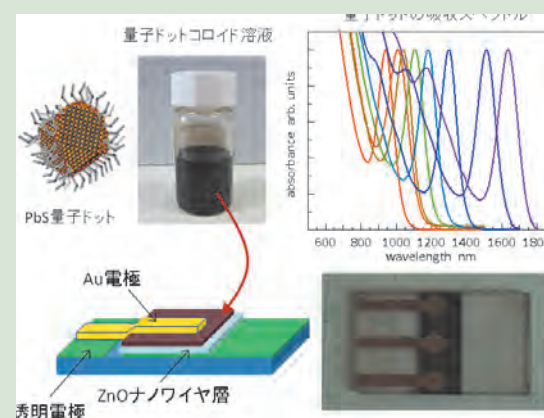 量子ドットコロイド溶液
量子ドットの吸収スペクトル
PbS量子ドット
absorbance arb. units
600 800 1000 1200 1400 1600 1800
wavelength nm
Au電極
ZnOナノワイヤ層
透明電極